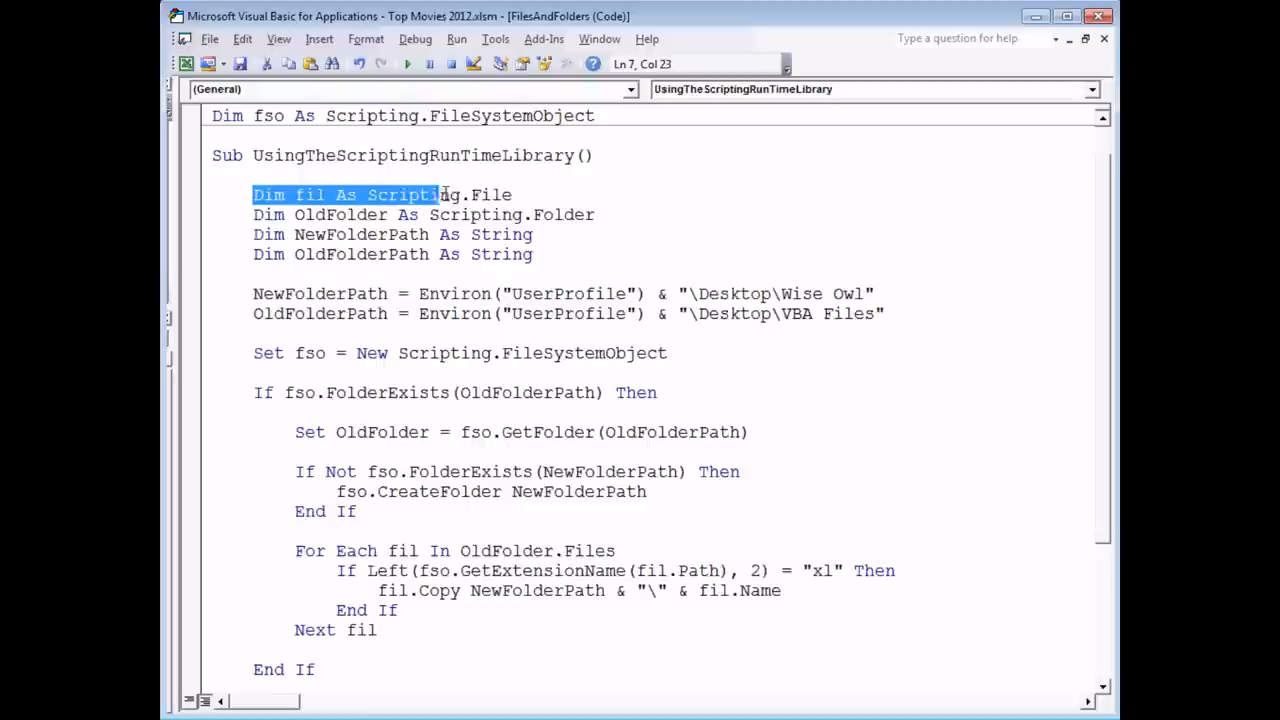 Microsoft Visual Basic for Applications - Top Movies 2012.xlsm - [FilesAndFolders (Code)]
File Edit View Insert Format Debug Run Tools Add-Ins Window Help Type a question for help
Ln 7, Col 23
(General) UsingTheScriptingRunTimeLibrary
Dim fso As Scripting.FileSystemObject
Sub UsingTheScriptingRunTimeLibrary()
Dim fil As Scripting.File
Dim OldFolder As Scripting.Folder
Dim NewFolderPath As String
Dim OldFolderPath As String
NewFolderPath = Environ("UserProfile") & "\Desktop\Wise Owl"
OldFolderPath = Environ("UserProfile") & "\Desktop\VBA Files"
Set fso = New Scripting.FileSystemObject
If fso.FolderExists(OldFolderPath) Then
Set OldFolder = fso.GetFolder(OldFolderPath)
If Not fso.FolderExists(NewFolderPath) Then
fso.CreateFolder NewFolderPath
End If
For Each fil In OldFolder.Files
If Left(fso.GetExtensionName(fil.Path), 2) = "xl" Then
fil.Copy NewFolderPath & "\" & fil.Name
End If
Next fil
End If